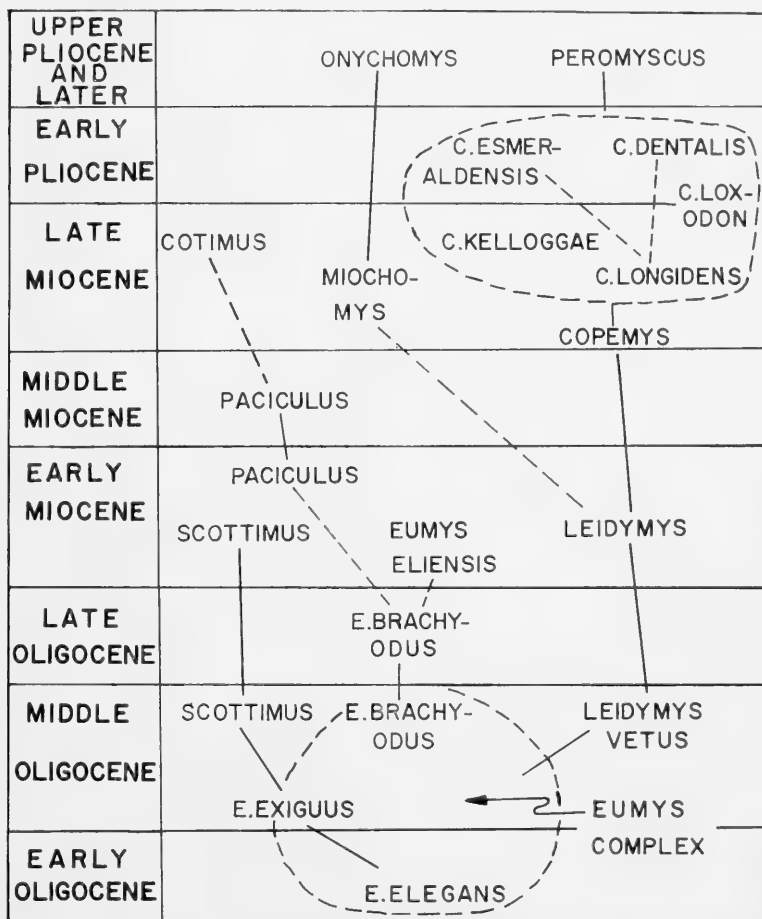 UPPER
PLIOCENE
AND
LATER
ONYCHOMYS
PEROMYSCUS
EARLY
PLIOCENE
C.ESMER-
ALDENSIS
C.DENTALIS
C.LOX-
ODON
LATE
MIOCENE
COTIMUS
C.KELLOGGAE
MIOCHO-
MYS
C.LONGIDENS
COPEMYS
MIDDLE
MIOCENE
PACICULUS
EARLY
MIOCENE
PACICULUS
SCOTTIMUS
EUMYS
ELIENSIS
LEIDYMYS
LATE
OLIGOCENE
E.BRACHY-
ODUS
MIDDLE
OLIGOCENE
SCOTTIMUS
E.BRACHY-
ODUS
LEIDYMYS
VETUS
E.EXIGUUS
EUMYS
COMPLEX
EARLY
OLIGOCENE
E.ELEGANS